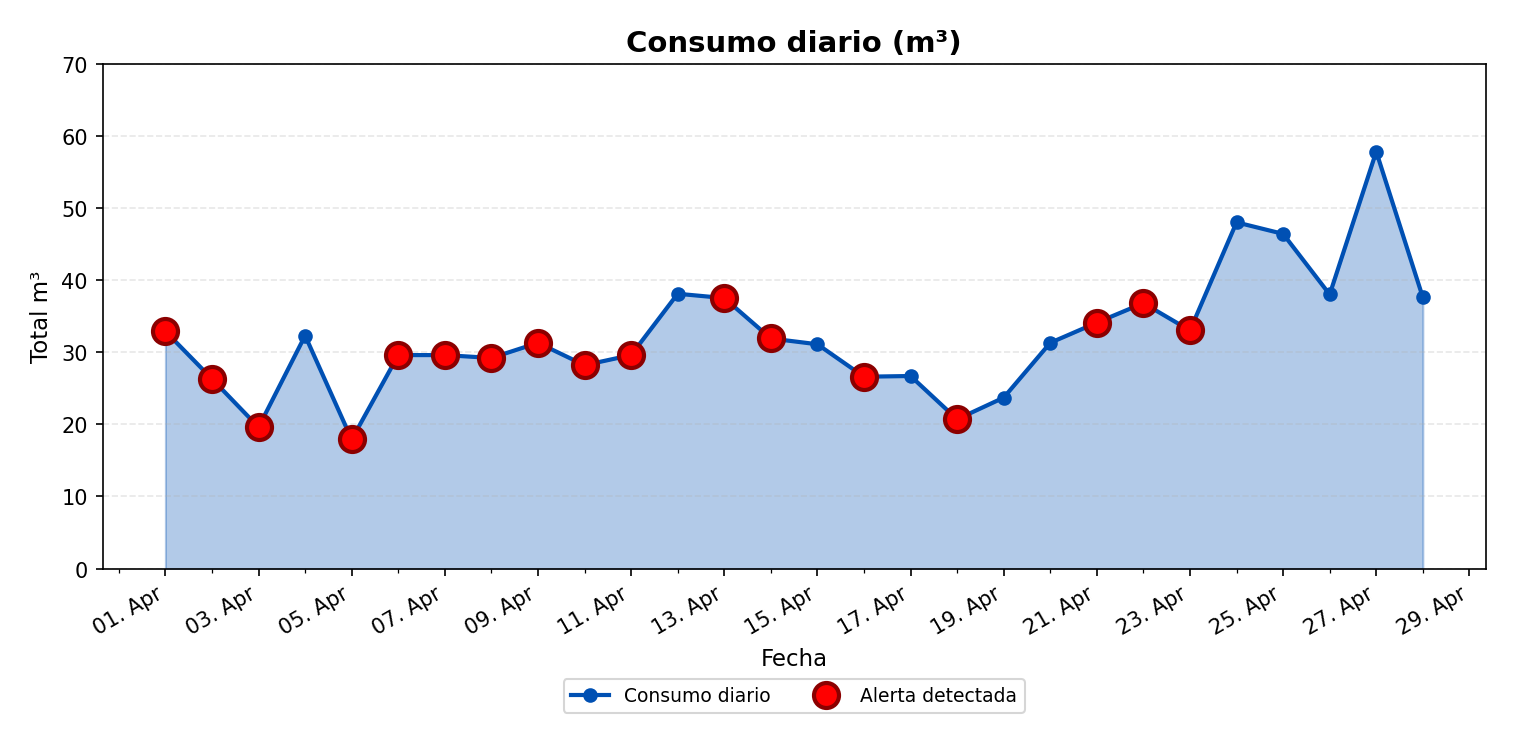 Consumo diario (m³)
70
60
50
40
30
20
10
0
Total m³
01. Apr
03. Apr
05. Apr
07. Apr
09. Apr
11. Apr
13. Apr
15. Apr
17. Apr
19. Apr
21. Apr
23. Apr
25. Apr
27. Apr
29. Apr
Fecha
Consumo diario
Alerta detectada